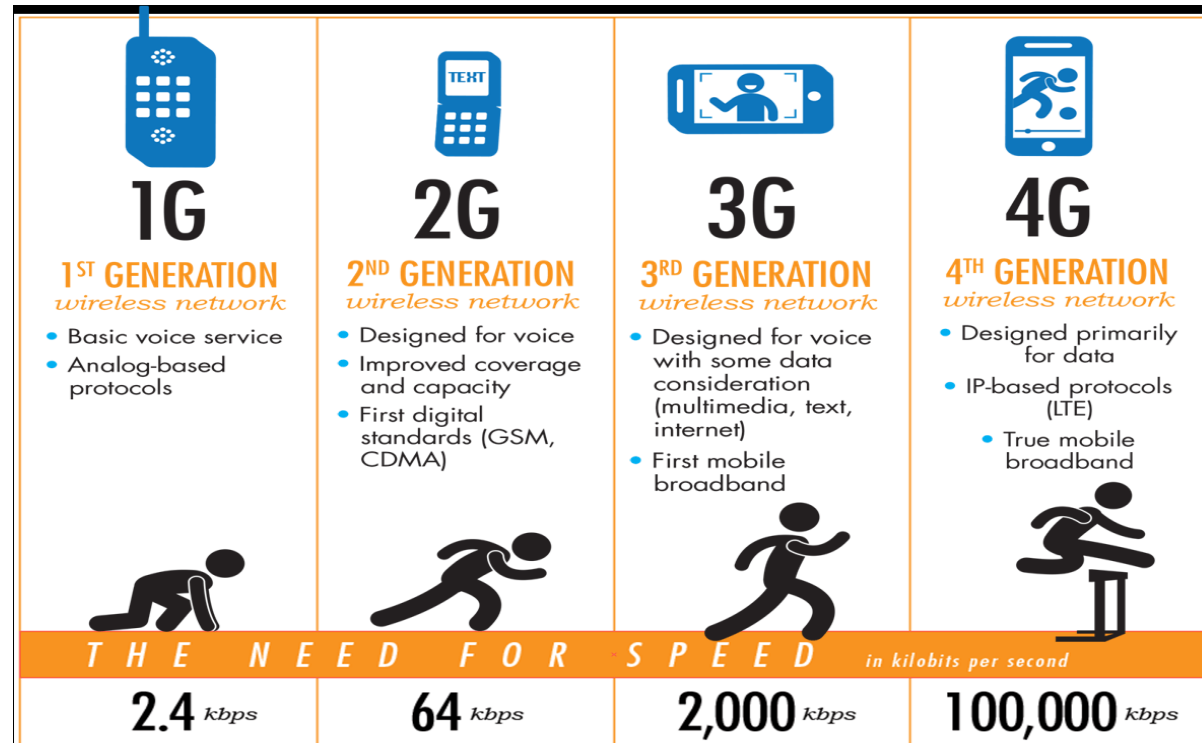 TEXT
1G
1ST GENERATION
wireless network
• Basic voice service
• Analog-based
protocols
2G
2ND GENERATION
wireless network
• Designed for voice
• Improved coverage
and capacity
• First digital
standards (GSM,
CDMA)
3G
3RD GENERATION
wireless network
• Designed for voice
with some data
consideration
(multimedia, text,
internet)
• First mobile
broadband
4G
4TH GENERATION
wireless network
• Designed primarily
for data
• IP-based protocols
(LTE)
• True mobile
broadband
THE NEED FOR SPEED in kilobits per second
2.4 kbps
64 kbps
2,000 kbps
100,000 kbps